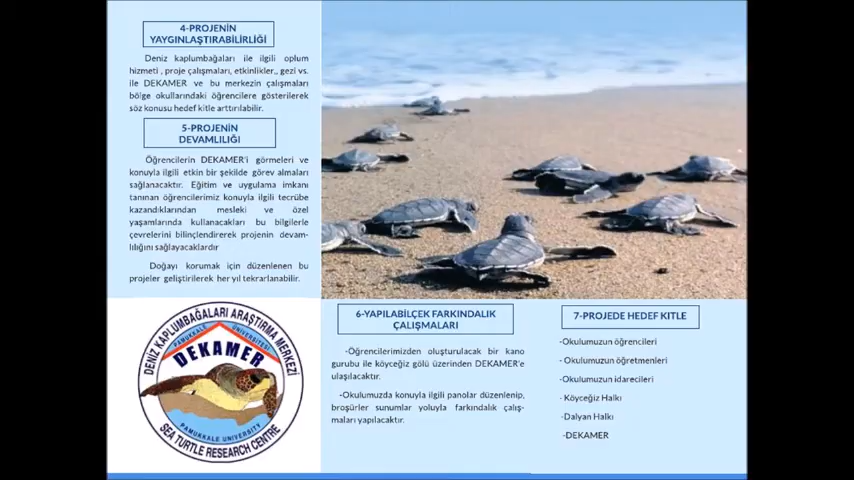 4-PROJENİN
YAYGINLAŞTIRABİLİRLİĞİ
Deniz kaplumbağaları ile ilgili oplum
hizmeti , proje çalışmaları, etkinlikler,, gezi vs.
ile DEKAMER ve bu merkezin çalışmaları
bölge okullarındaki öğrencilere gösterilerek
söz konusu hedef kitle arttırılabilir.
5-PROJENİN
DEVAMLILIĞI
Öğrencilerin DEKAMER'i görmeleri ve
konuyla ilgili etkin bir şekilde görev almaları
sağlanacaktır. Eğitim ve uygulama imkanı
tanınan öğrencilerimiz konuyla ilgili tecrübe
kazandıklarından mesleki ve özel
yaşamlarında kullanacakları bu bilgilerle
çevrelerini bilinçlendirerek projenin devam-
lılığını sağlayacaklardır
Doğayı korumak için düzenlenen bu
projeler geliştirilerek her yıl tekrarlanabilir.
DENİZ KAPLUMBAĞALARI ARAŞTIRMA MERKEZİ
PAMUKKALE ÜNİVERSİTESİ
DEKAMER
PAMUKKALE UNIVERSITY
SEA TURTLE RESEARCH CENTRE
6-YAPILABİLÇEK FARKINDALIK
ÇALIŞMALARI
-Öğrencilerimizden oluşturulacak bir kano
gurubu ile köyceğiz gölü üzerinden DEKAMER'e
ulaşılacaktır.
-Okulumuzda konuyla ilgili panolar düzenlenip,
broşürler sunumlar yoluyla farkındalık çalış-
maları yapılacaktır.
7-PROJEDE HEDEF KITLE
-Okulumuzun öğrencileri
- Okulumuzun öğretmenleri
-Okulumuzun idarecileri
- Köyceğiz Halkı
-Dalyan Halkı
-DEKAMER